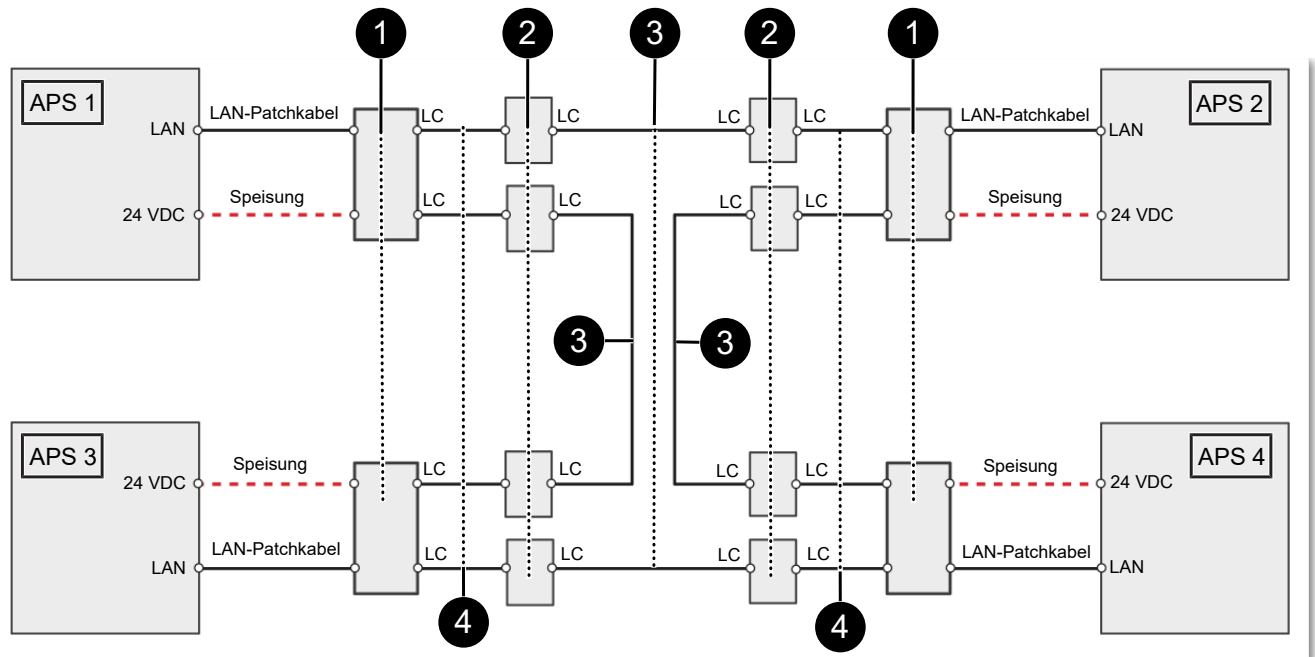 1 2 3 2 1
APS 1 LAN-Patchkabel LC LC LC LC LAN-Patchkabel APS 2
LAN LAN
Speisung LC LC LC LC Speisung
24 VDC 24 VDC
3 3
APS 3 Speisung LC LC LC LC Speisung APS 4
24 VDC 24 VDC
LAN-Patchkabel LC LC LC LC LAN-Patchkabel
LAN LAN
4 4